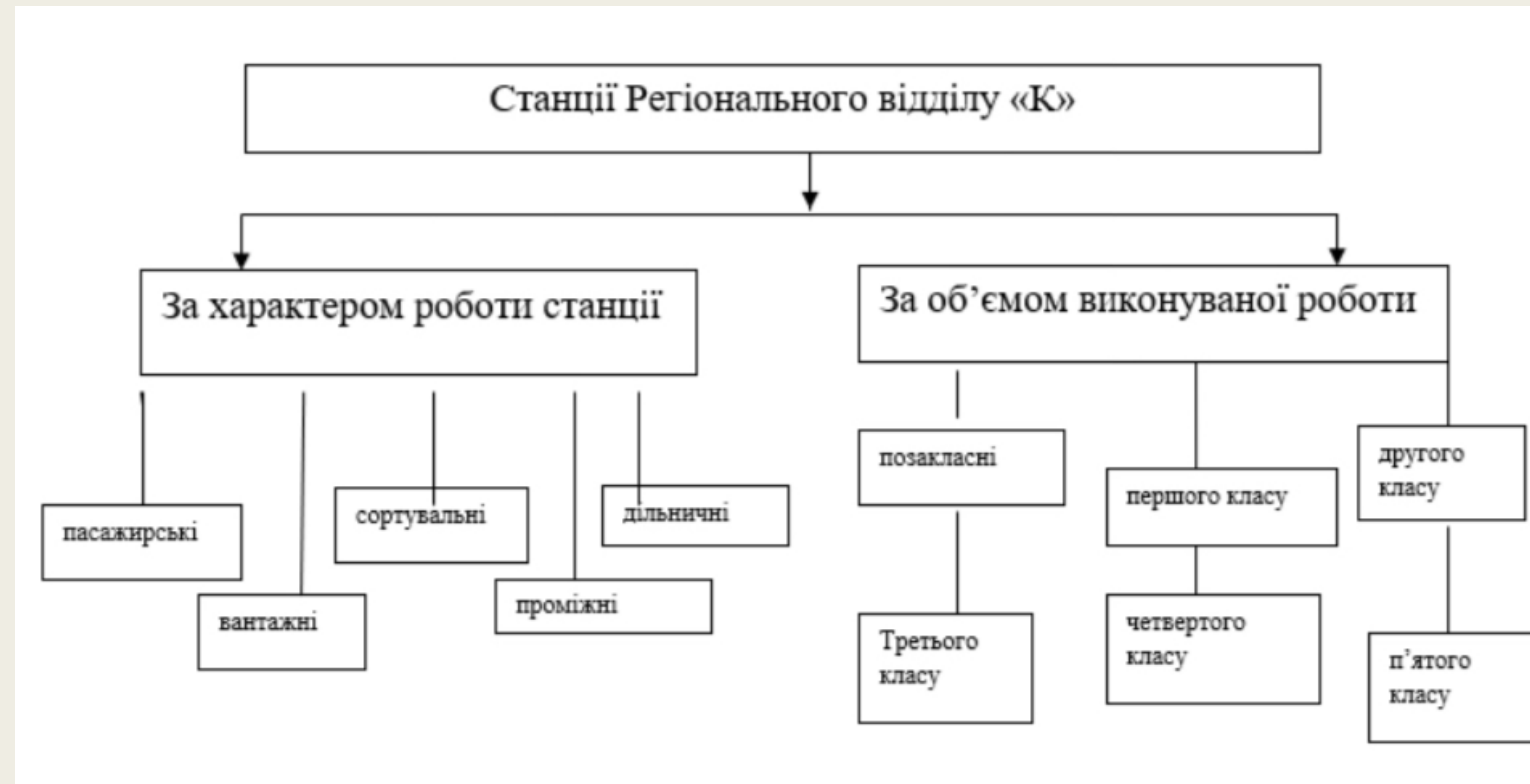 Станції Регіонального відділу «К»
За характером роботи станції
За об’ємом виконуваної роботи
пасажирські
вантажні
сортувальні
проміжні
дільничні
позакласні
першого класу
другого
класу
Третього
класу
четвертого
класу
п’ятого
класу